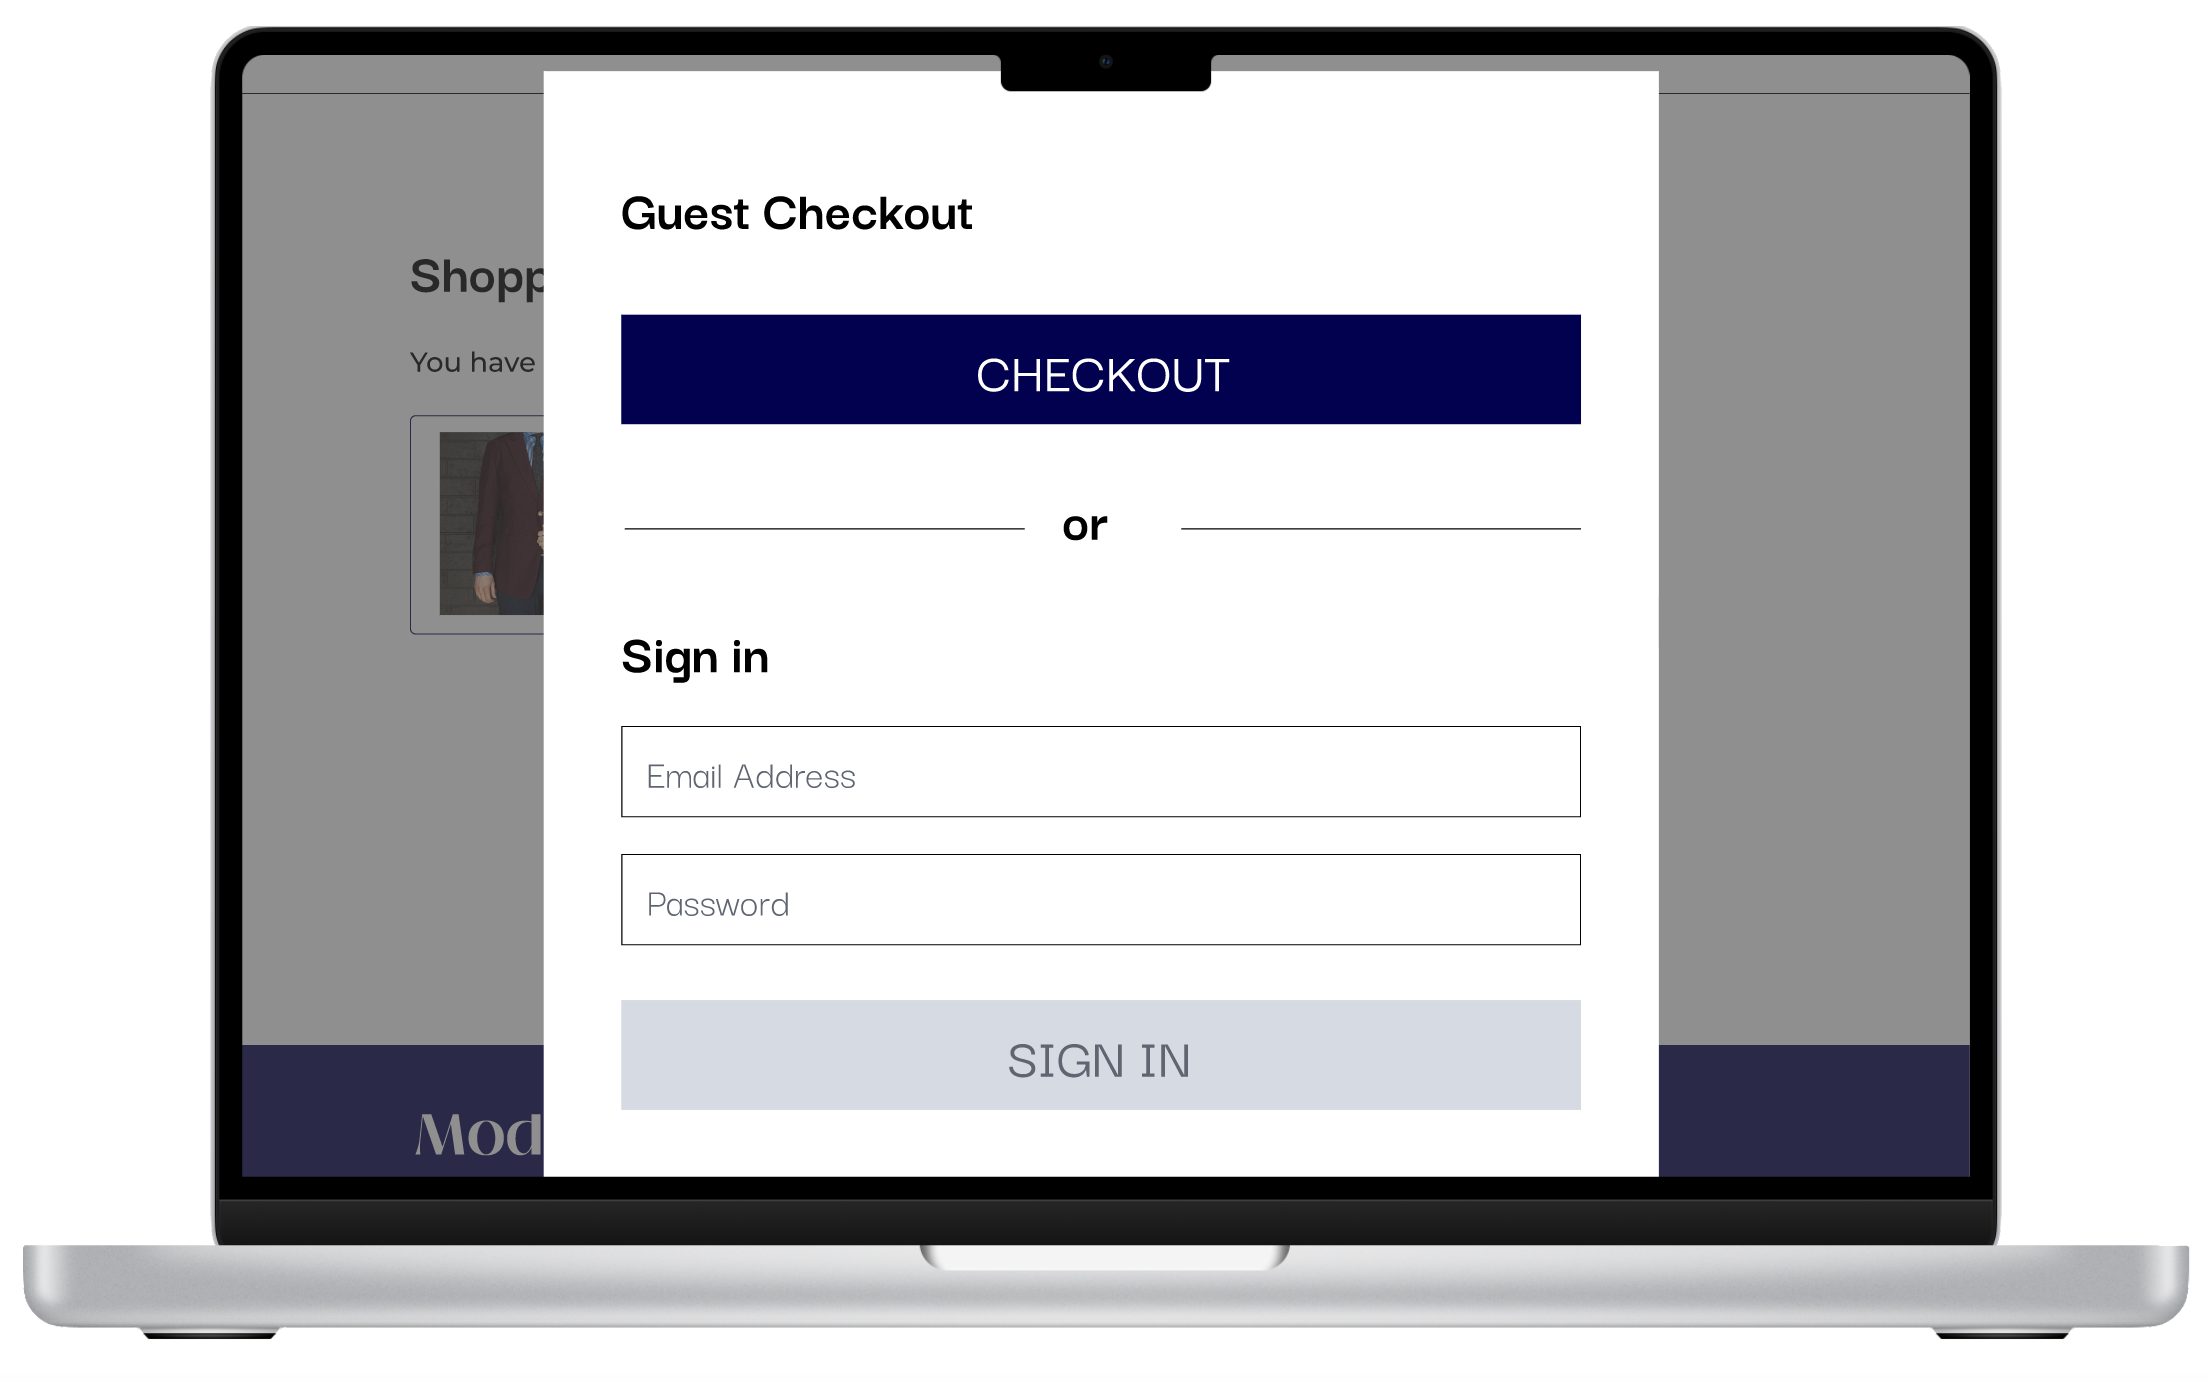 Guest Checkout
Shopp
You have
CHECKOUT
or
Sign in
Email Address
Password
SIGN IN
Mod